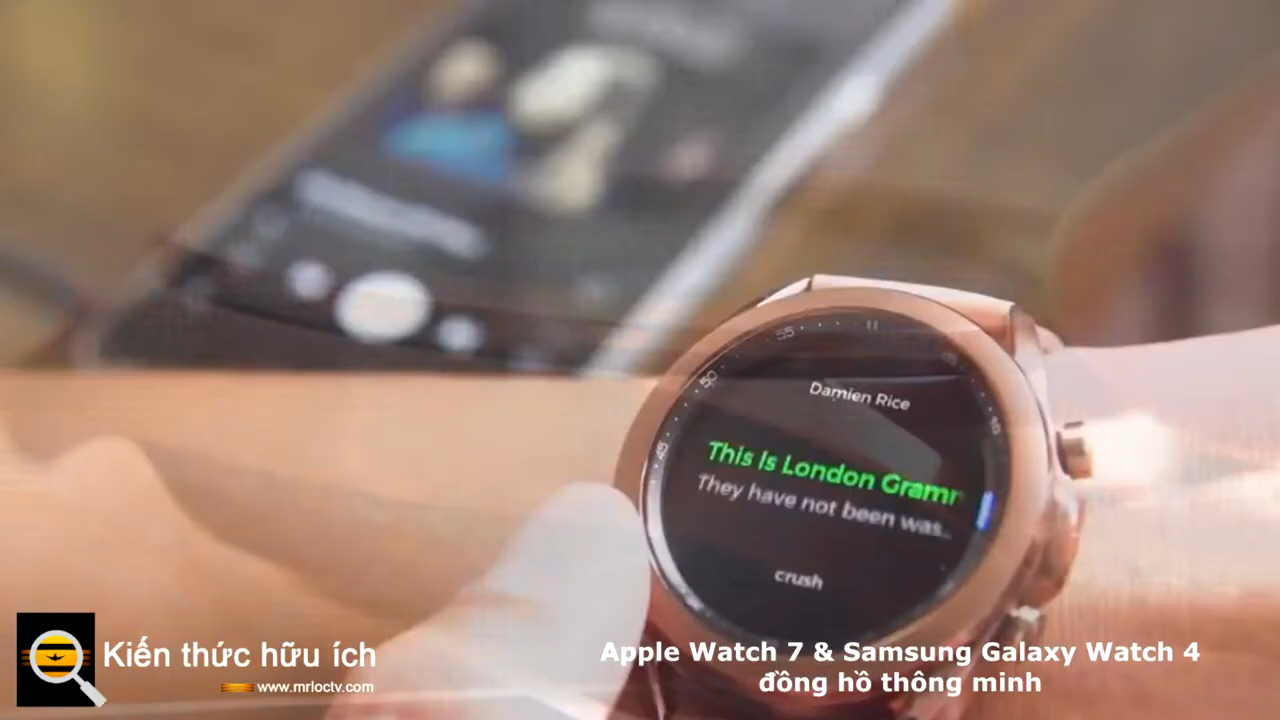 55
50
45
10
Damien Rice
This Is London Gramr
They have not been was..
crush
Kiến thức hữu ích
www.mrloctv.com
Apple Watch 7 & Samsung Galaxy Watch 4
đồng hồ thông minh